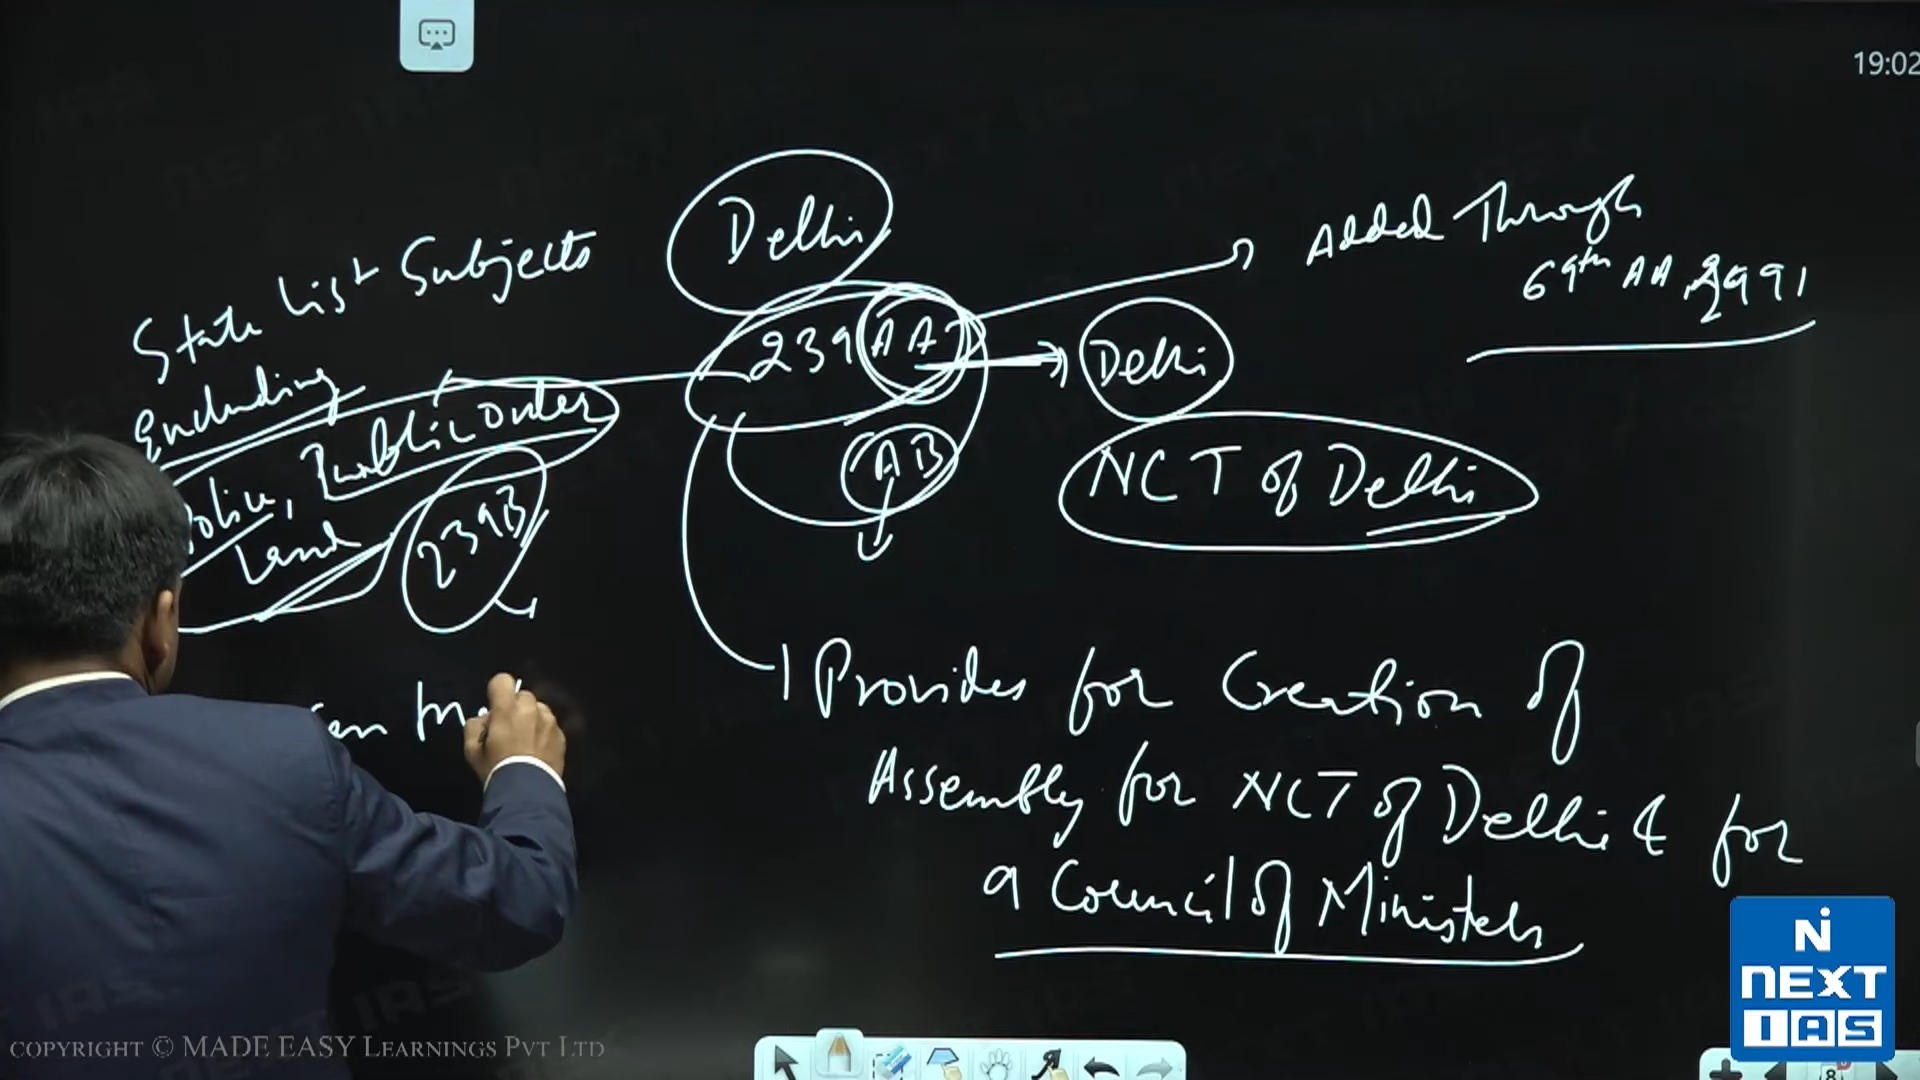 19:02
Delhi
State List Subjects
Excluding
Police, Public order
Land
239B
239 AA
AB
Added Through
69th AA, 1991
Delhi
NCT of Delhi
Provides for Creation of
Assembly for NCT of Delhi & for
a Council of Ministers
NEXT
IAS
COPYRIGHT © MADE EASY LEARNINGS PVT LTD